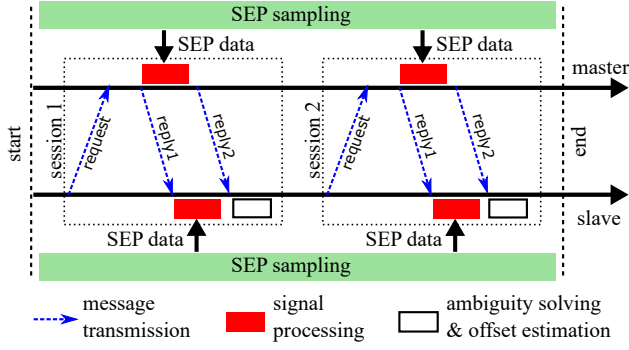 SEP sampling
SEP data
SEP data
master
start
session 1
request
reply1
reply2
session 2
request
reply1
reply2
end
slave
SEP data
SEP data
SEP sampling
message
transmission
signal
processing
ambiguity solving
& offset estimation